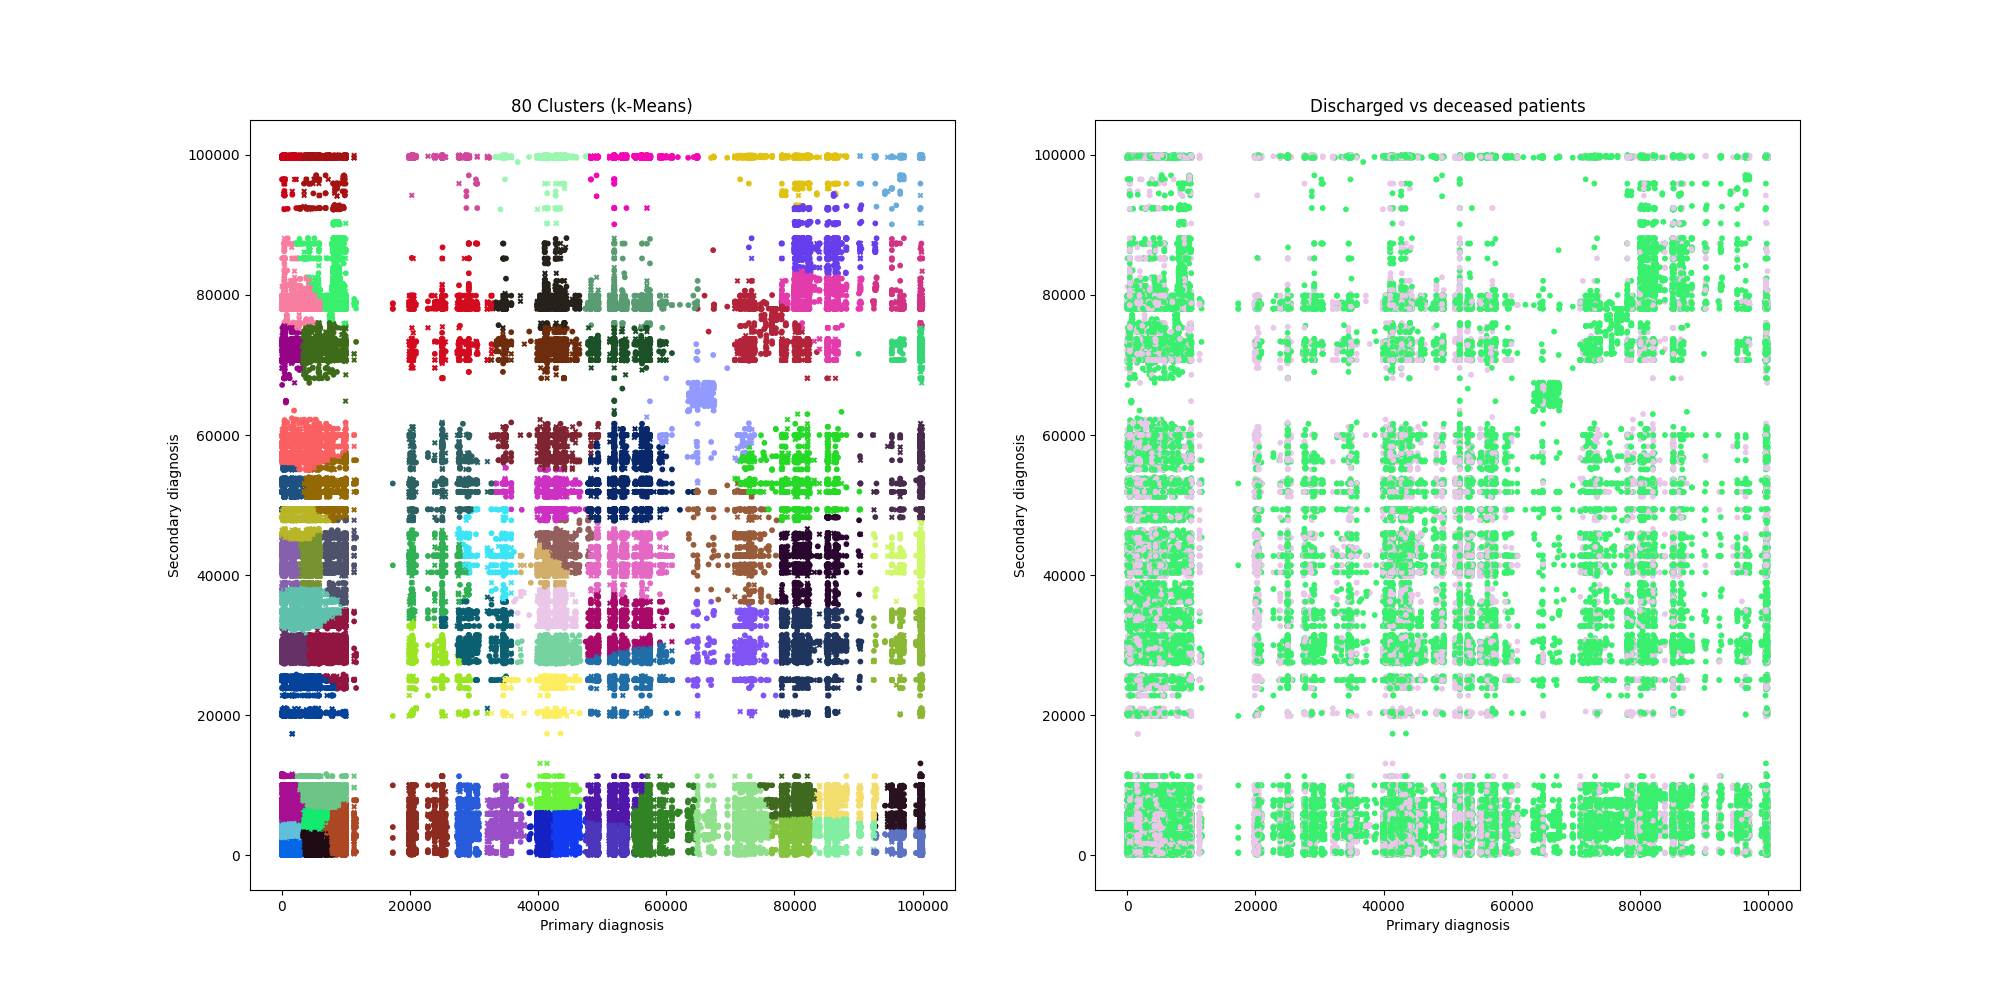 80 Clusters (k-Means)
Secondary diagnosis
100000
80000
60000
40000
20000
0
0 20000 40000 60000 80000 100000
Primary diagnosis
Discharged vs deceased patients
Secondary diagnosis
100000
80000
60000
40000
20000
0
0 20000 40000 60000 80000 100000
Primary diagnosis